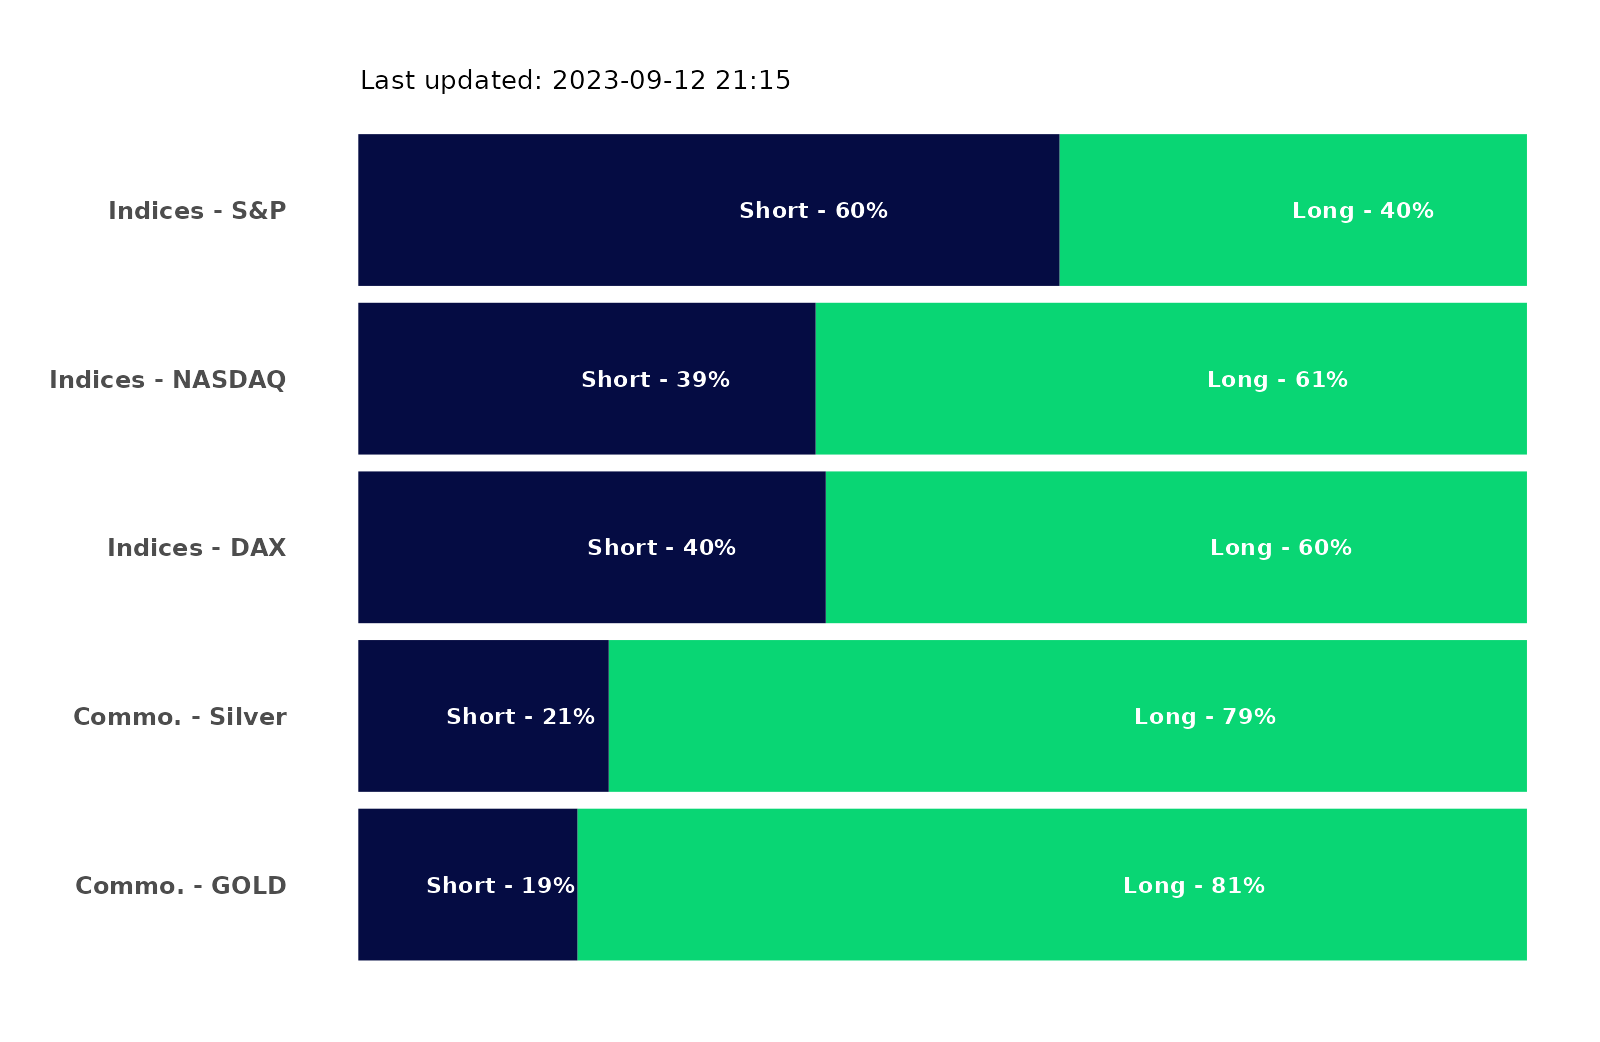 Last updated: 2023-09-12 21:15
Indices - S&P Short - 60% Long - 40%
Indices - NASDAQ Short - 39% Long - 61%
Indices - DAX Short - 40% Long - 60%
Commo. - Silver Short - 21% Long - 79%
Commo. - GOLD Short - 19% Long - 81%